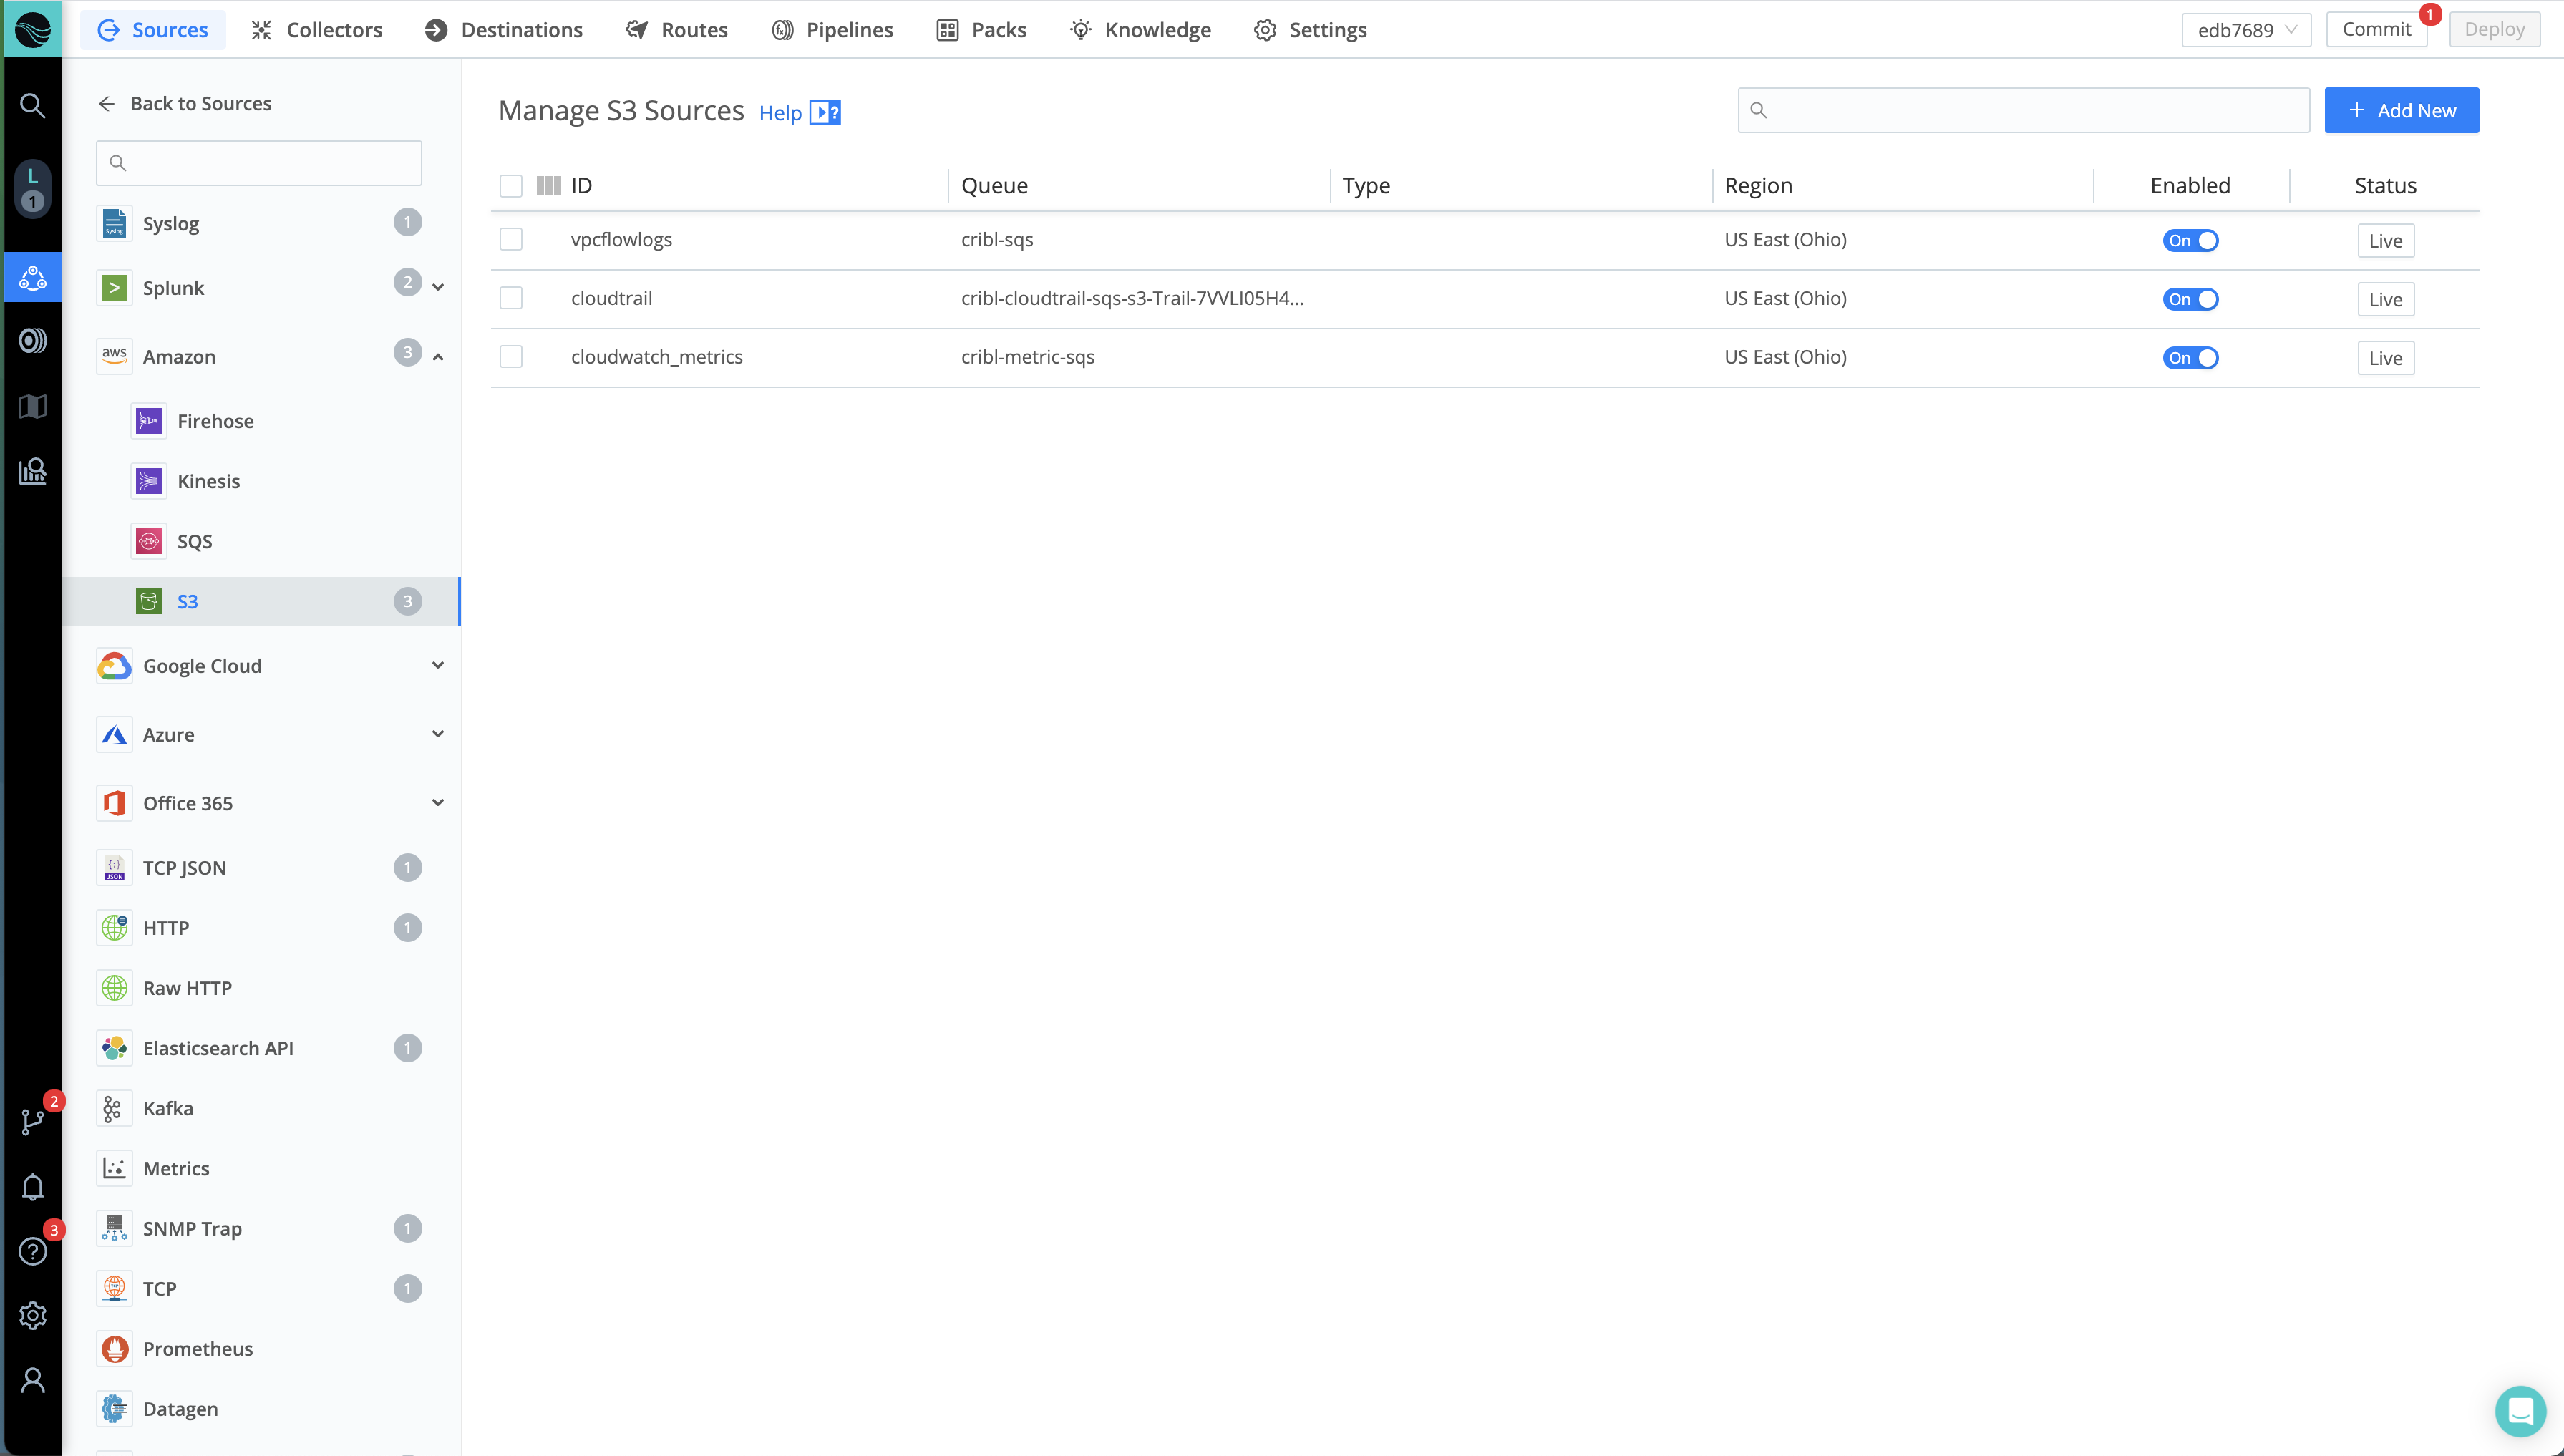 Sources Collectors Destinations Routes Pipelines Packs Knowledge Settings edb7689 Commit 1 Deploy
L
1
2
3
Back to Sources
Syslog 1
Splunk 2
aws Amazon 3
Firehose
Kinesis
SQS
S3 3
Google Cloud
Azure
Office 365
TCP JSON 1
HTTP 1
Raw HTTP
Elasticsearch API 1
Kafka
Metrics
SNMP Trap 1
TCP 1
Prometheus
Datagen
Manage S3 Sources Help ? + Add New
ID Queue Type Region Enabled Status
vpcflowlogs cribl-sqs US East (Ohio) On Live
cloudtrail cribl-cloudtrail-sqs-s3-Trail-7VVLI05H4... US East (Ohio) On Live
cloudwatch_metrics cribl-metric-sqs US East (Ohio) On Live